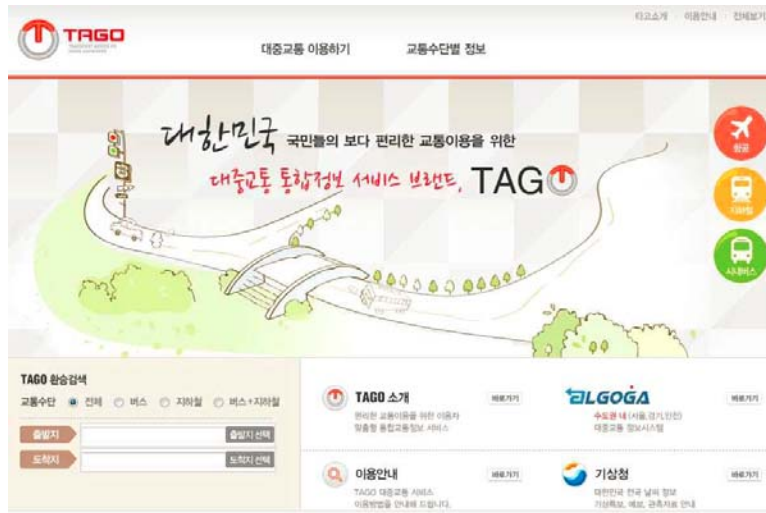 타고소개 이용안내 전체보기
TAGO
대중교통 이용하기 교통수단별 정보
대한민국 국민들의 보다 편리한 교통이용을 위한
대중교통 통합정보 서비스 브랜드, TAGO
항공
지하철
시내버스
TAGO 환승검색
교통수단 전체 버스 지하철 버스+지하철
출발지 출발지 선택
도착지 도착지 선택
TAGO 소개 바로가기
편리한 교통이용을 위한 이용자
맞춤형 통합교통정보 서비스
ALGOGA 바로가기
수도권 내 (서울,경기,인천)
대중교통 정보시스템
이용안내 바로가기
TAGO 대중교통 서비스
이용방법을 안내해 드립니다.
기상청 바로가기
대한민국 전국 날씨 정보
기상특보, 예보, 관측자료 안내